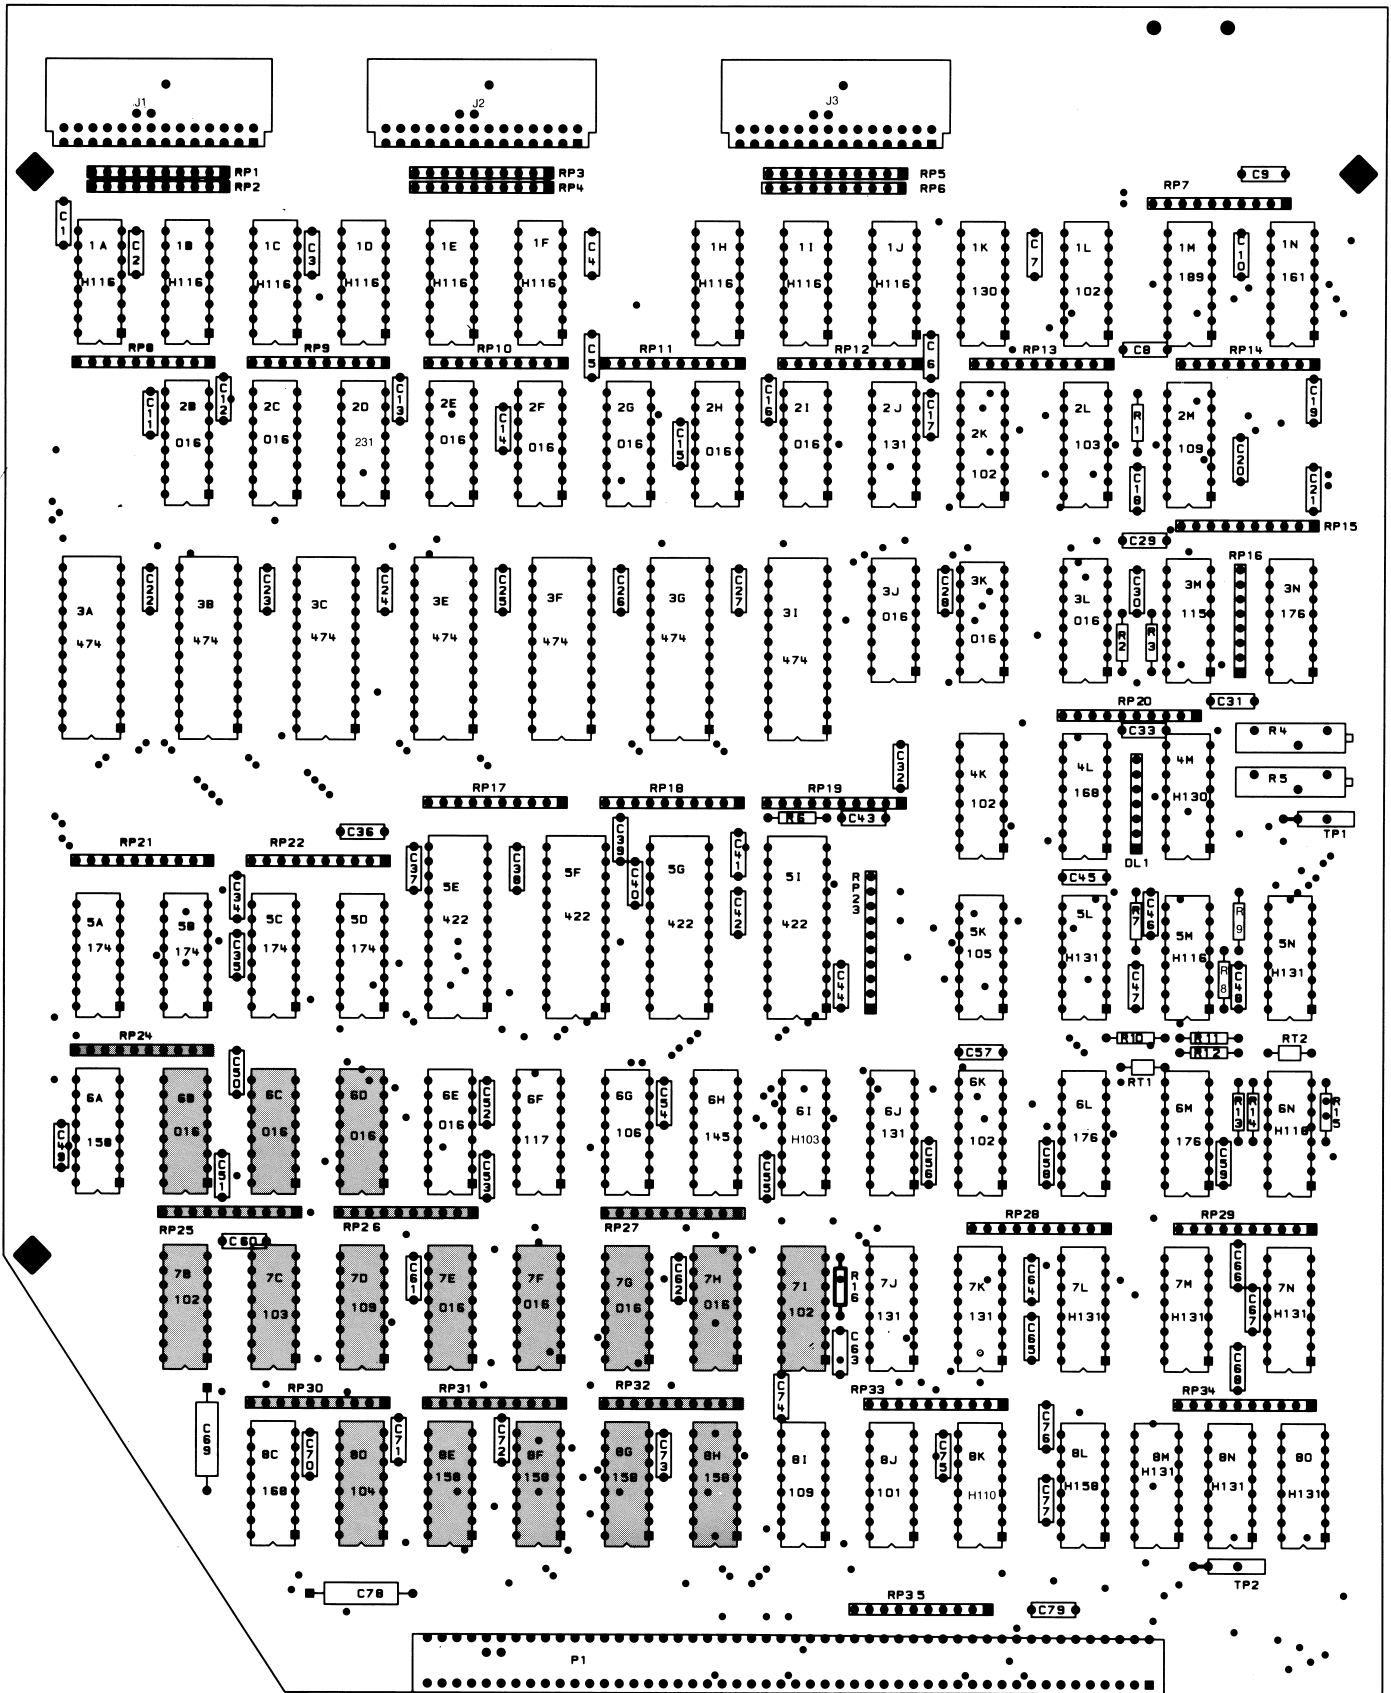 J1 J2 J3
RP1 RP3 RP5
RP2 RP4 RP6
RP7 C9
C1 C2 C3 C4 C7 C10
1A 1B 1C 1D 1E 1F 1H 1I 1J 1K 1L 1M 1N
H116 H116 H116 H116 H116 H116 H116 H116 H116 130 102 189 161
RP8 RP9 RP10 C5 RP11 RP12 C6 RP13 C8 RP14
C11 C12 C13 C14 C15 C16 C17 R1 C18 C19 C20 C21
2B 2C 2D 2E 2F 2G 2H 2I 2J 2K 2L 2M
016 016 231 016 016 016 016 016 131 102 103 109
RP15
C29 RP16
C22 C23 C24 C25 C26 C27 C28 C30
3A 3B 3C 3E 3F 3G 3I 3J 3K 3L 3M 3N
474 474 474 474 474 474 474 016 016 016 115 176
R2 R3
RP20 C31
C33 R4
C32 4K 4L 4M R5
102 168 H130
RP17 RP18 RP19
R6 C43
TP1
DL1
RP21 RP22 C36
C34 C35 C37 C38 C39 C40 C41 C42 C44 RP23 C45
5A 5B 5C 5D 5E 5F 5G 5I 5K 5L 5M 5N
174 174 174 174 422 422 422 422 105 H131 H116 H131
R7 C46 C47 R8 R9 C48
RP24 R10 R11 RT2
C57 R12
RT1
C49 C50 C51 C52 C53 C54 C55 C56 C58 C59 R13 R14 R15
6A 6B 6C 6D 6E 6F 6G 6H 6I 6J 6K 6L 6M 6N
158 016 016 016 016 117 106 145 H103 131 102 176 176 H116
RP25 RP26 RP27 RP28 RP29
C60
C61 C62 R16 C63 C64 C65 C66 C67 C68
7B 7C 7D 7E 7F 7G 7H 7I 7J 7K 7L 7M 7N
102 103 109 016 016 016 016 102 131 131 H131 H131 H131
RP30 RP31 RP32 C74 RP33 RP34
C69 C70 C71 C72 C73 C75 C76 C77
8C 8D 8E 8F 8G 8H 8I 8J 8K 8L 8M 8N 8O
168 104 158 158 158 158 109 101 H110 H158 H131 H131 H131
TP2
C78 RP35 C79
P1